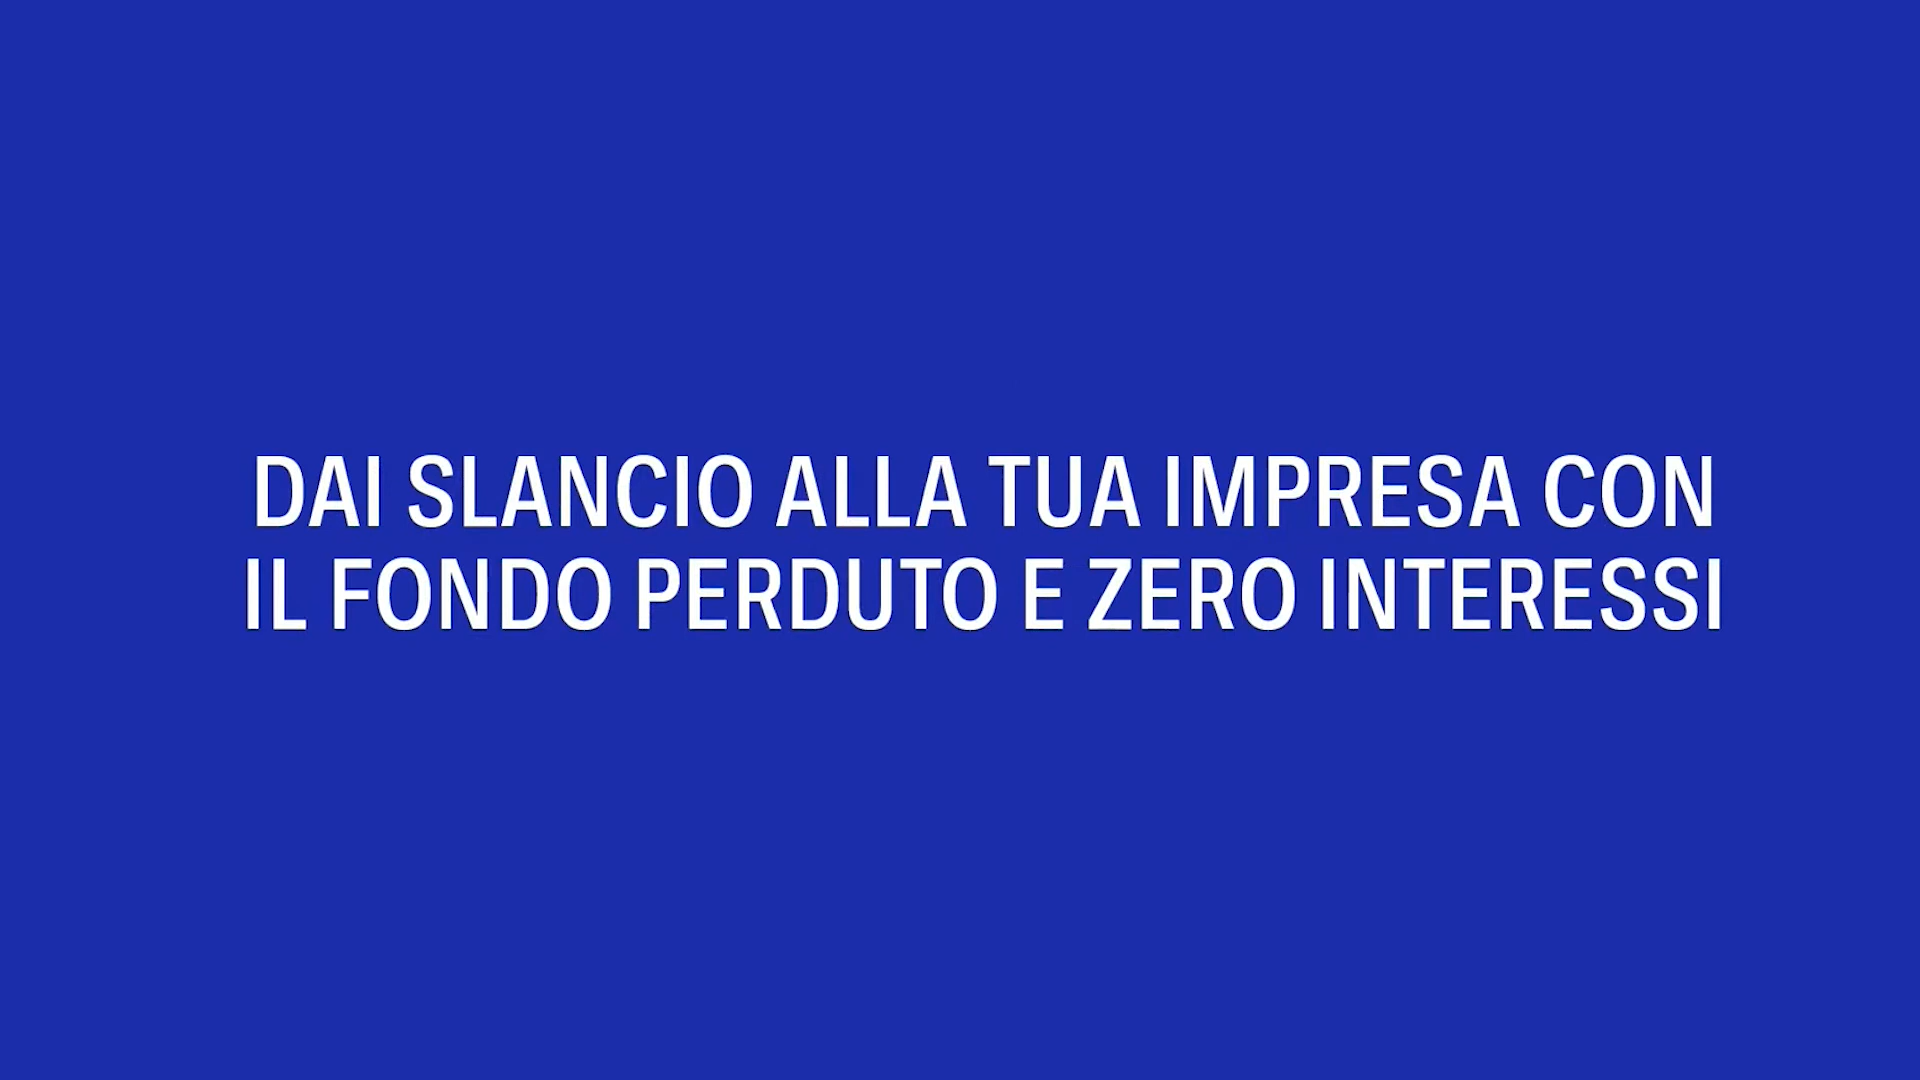 DAI SLANCIO ALLA TUA IMPRESA CON
IL FONDO PERDUTO E ZERO INTERESSI